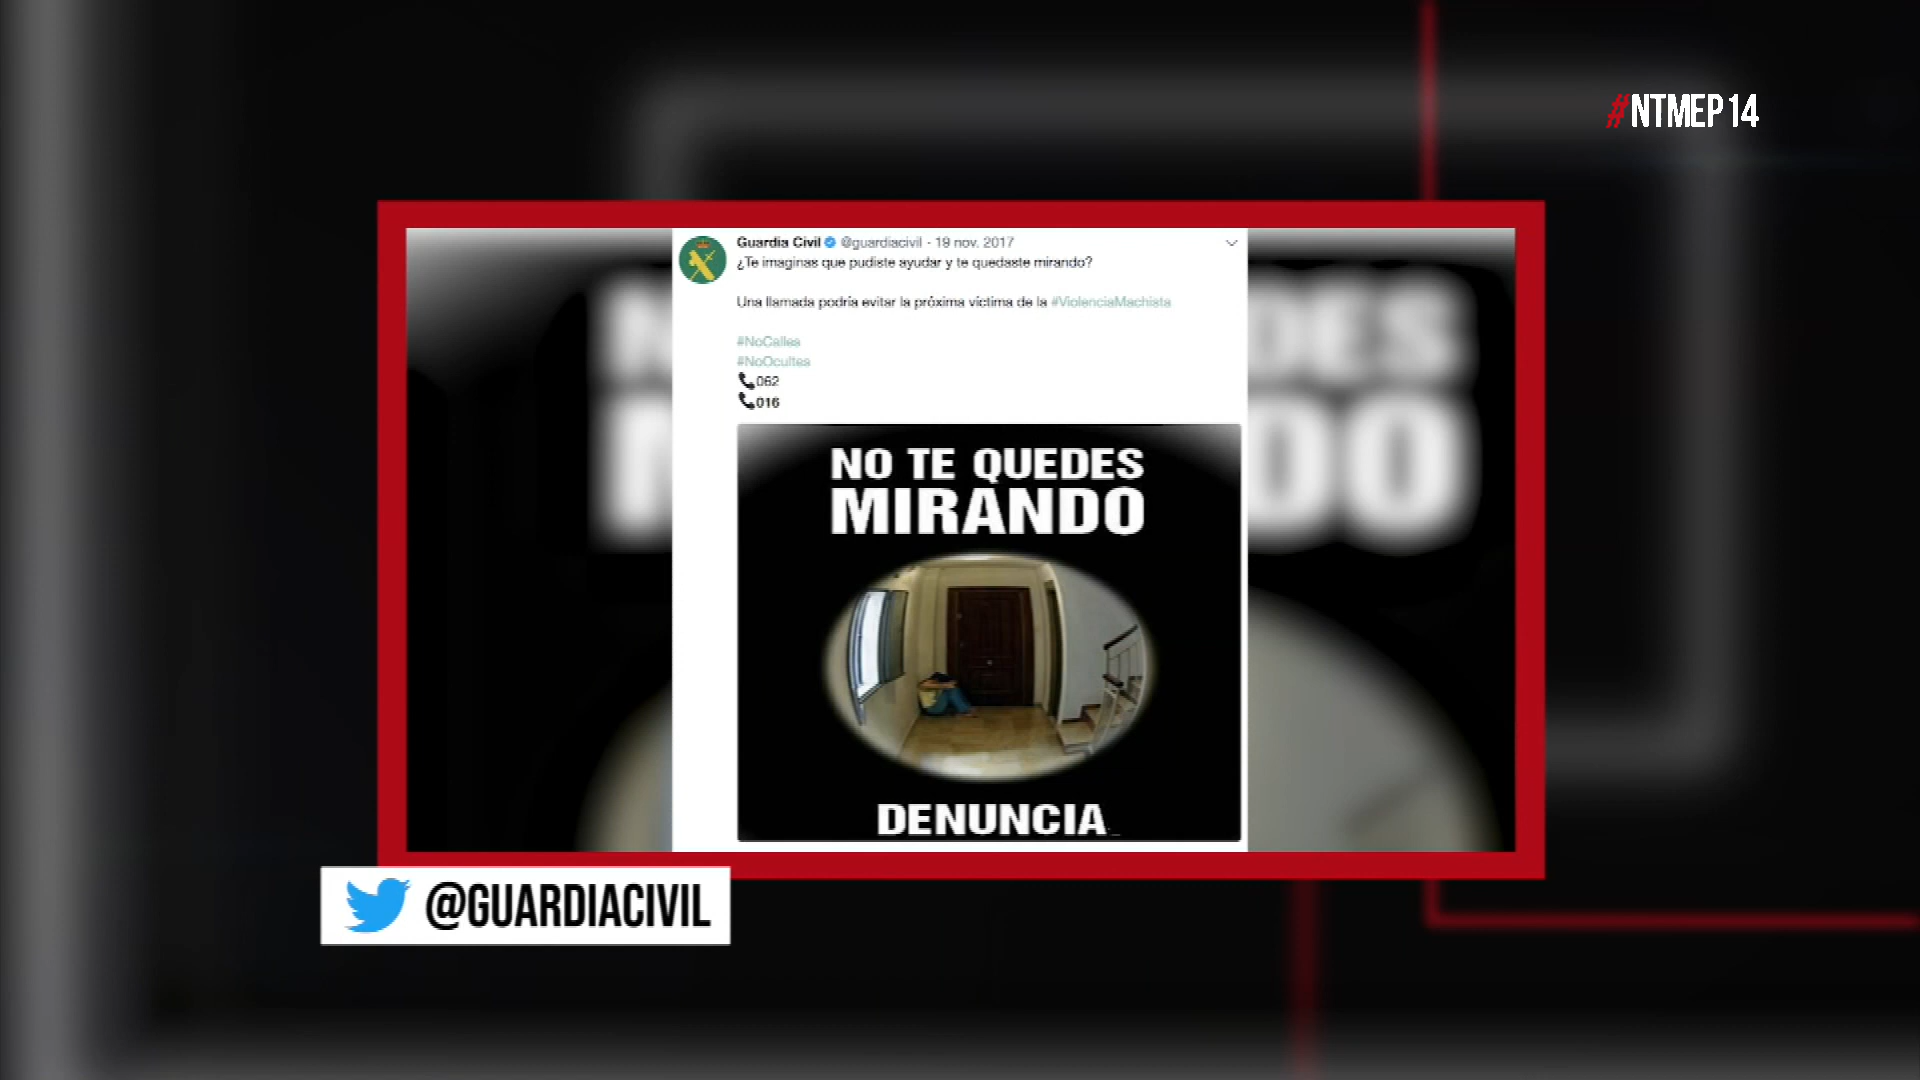 #NTMEP14
Guardia Civil @guardiacivil · 19 nov. 2017
¿Te imaginas que pudiste ayudar y te quedaste mirando?
Una llamada podría evitar la próxima víctima de la #ViolenciaMachista
#NoCalles
#NoOcultes
062
016
NO TE QUEDES
MIRANDO
DENUNCIA
@GUARDIACIVIL